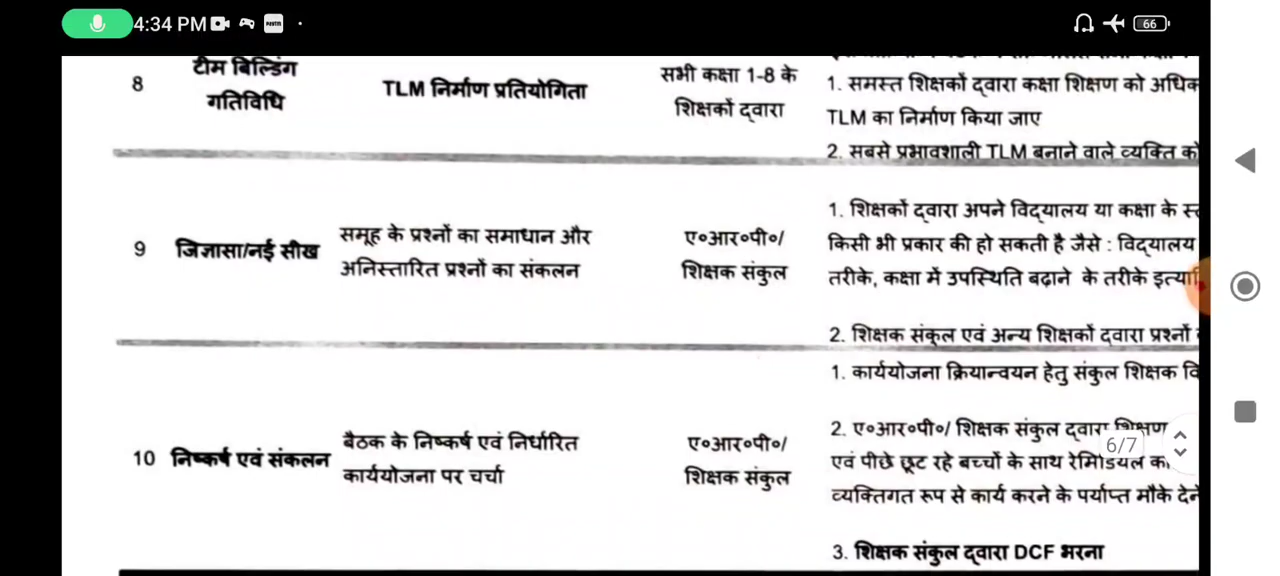 4:34 PM
66
8
टीम बिल्डिंग
गतिविधि
TLM निर्माण प्रतियोगिता
सभी कक्षा 1-8 के
शिक्षकों द्वारा
1. समस्त शिक्षकों द्वारा कक्षा शिक्षण को अधिक
TLM का निर्माण किया जाए
2. सबसे प्रभावशाली TLM बनाने वाले व्यक्ति को
9
जिज्ञासा/नई सीख
समूह के प्रश्नों का समाधान और
अनिस्तारित प्रश्नों का संकलन
ए०आर०पी०/
शिक्षक संकुल
1. शिक्षकों द्वारा अपने विद्यालय या कक्षा के
किसी भी प्रकार की हो सकती है जैसे : विद्यालय
तरीके, कक्षा में उपस्थिति बढ़ाने के तरीके
2. शिक्षक संकुल एवं अन्य शिक्षकों द्वारा प्रश्नों
10
निष्कर्ष एवं संकलन
बैठक के निष्कर्ष एवं निर्धारित
कार्ययोजना पर चर्चा
ए०आर०पी०/
शिक्षक संकुल
1. कार्ययोजना क्रियान्वयन हेतु संकुल शिक्षक
2. ए०आर०पी०/ शिक्षक संकुल द्वारा शिक्षण
एवं पीछे छूट रहे बच्चों के साथ रेमिडियल
व्यक्तिगत रूप से कार्य करने के पर्याप्त मौके देने
3. शिक्षक संकुल द्वारा DCF भरना
6/7